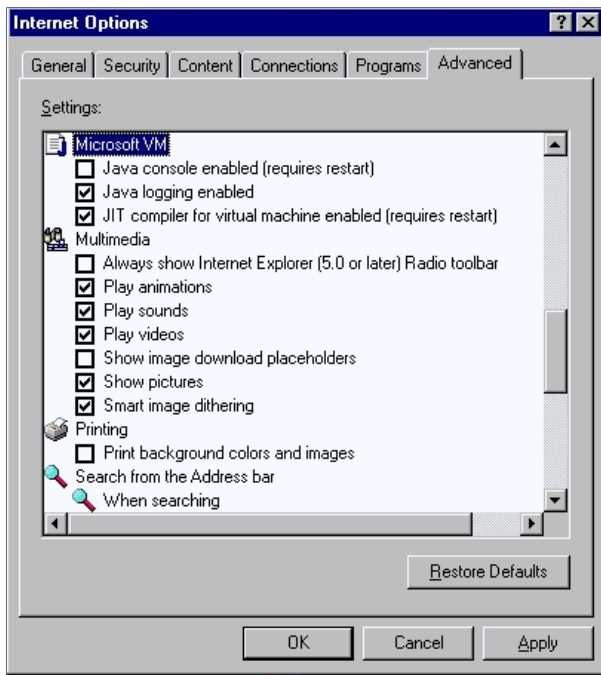 Internet Options
General Security Content Connections Programs Advanced
Settings:
Microsoft VM
Java console enabled (requires restart)
Java logging enabled
JIT compiler for virtual machine enabled (requires restart)
Multimedia
Always show Internet Explorer (5.0 or later) Radio toolbar
Play animations
Play sounds
Play videos
Show image download placeholders
Show pictures
Smart image dithering
Printing
Print background colors and images
Search from the Address bar
When searching
Restore Defaults
OK Cancel Apply